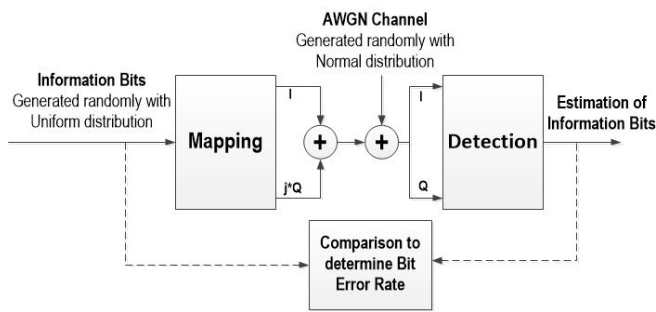 AWGN Channel
Generated randomly with
Normal distribution
Information Bits
Generated randomly with
Uniform distribution
Mapping
I
j*Q
+
+
I
Q
Detection
Estimation of
Information Bits
Comparison to
determine Bit
Error Rate